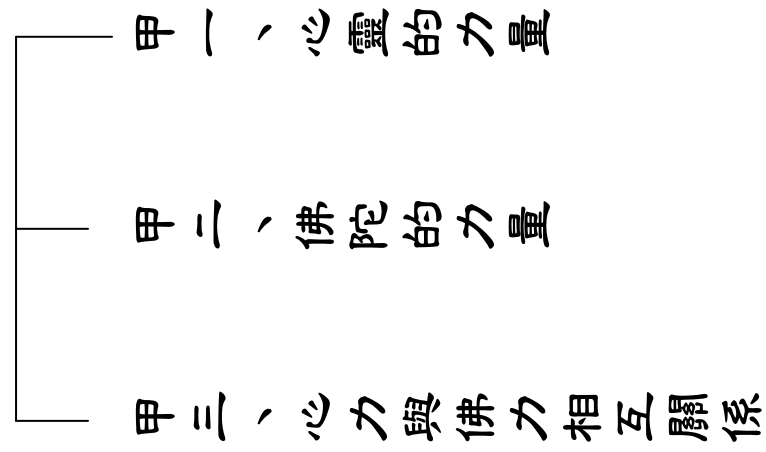 甲一、心靈的力量
甲二、佛陀的力量
甲三、心力與佛力相互關係